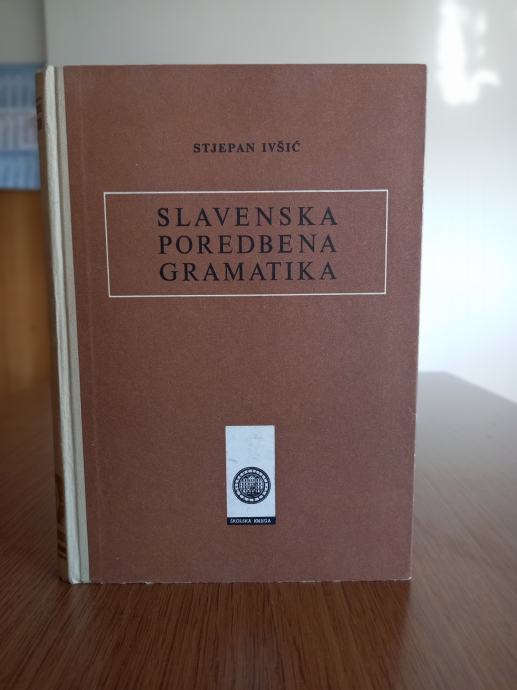 STJEPAN IVŠIĆ
SLAVENSKA
POREDBENA
GRAMATIKA
ŠKOLSKA KNJIGA